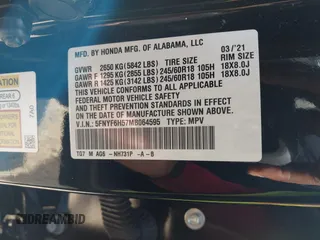 MFD. BY HONDA MFG. OF ALABAMA, LLC 03/'21
GVWR 2650 KG (5842 LBS) TIRE SIZE RIM SIZE
GAWR F 1295 KG (2855 LBS) 245/60R18 105H 18X8.0J
GAWR R 1425 KG (3142 LBS) 245/60R18 105H 18X8.0J
THIS VEHICLE CONFORMS TO ALL APPLICABLE
FEDERAL MOTOR VEHICLE SAFETY, BUMPER,
AND THEFT PREVENTION STANDARDS IN EFFECT
ON THE DATE OF MANUFACTURE SHOWN ABOVE.
V.I.N.: 5FNYF6H57MB064595 TYPE: MPV
TG7 M A06 -NH731P -A -B
DREAMBID